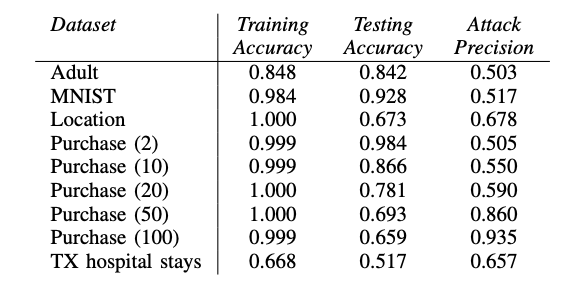 Dataset Training Testing Attack
Accuracy Accuracy Precision
Adult 0.848 0.842 0.503
MNIST 0.984 0.928 0.517
Location 1.000 0.673 0.678
Purchase (2) 0.999 0.984 0.505
Purchase (10) 0.999 0.866 0.550
Purchase (20) 1.000 0.781 0.590
Purchase (50) 1.000 0.693 0.860
Purchase (100) 0.999 0.659 0.935
TX hospital stays 0.668 0.517 0.657